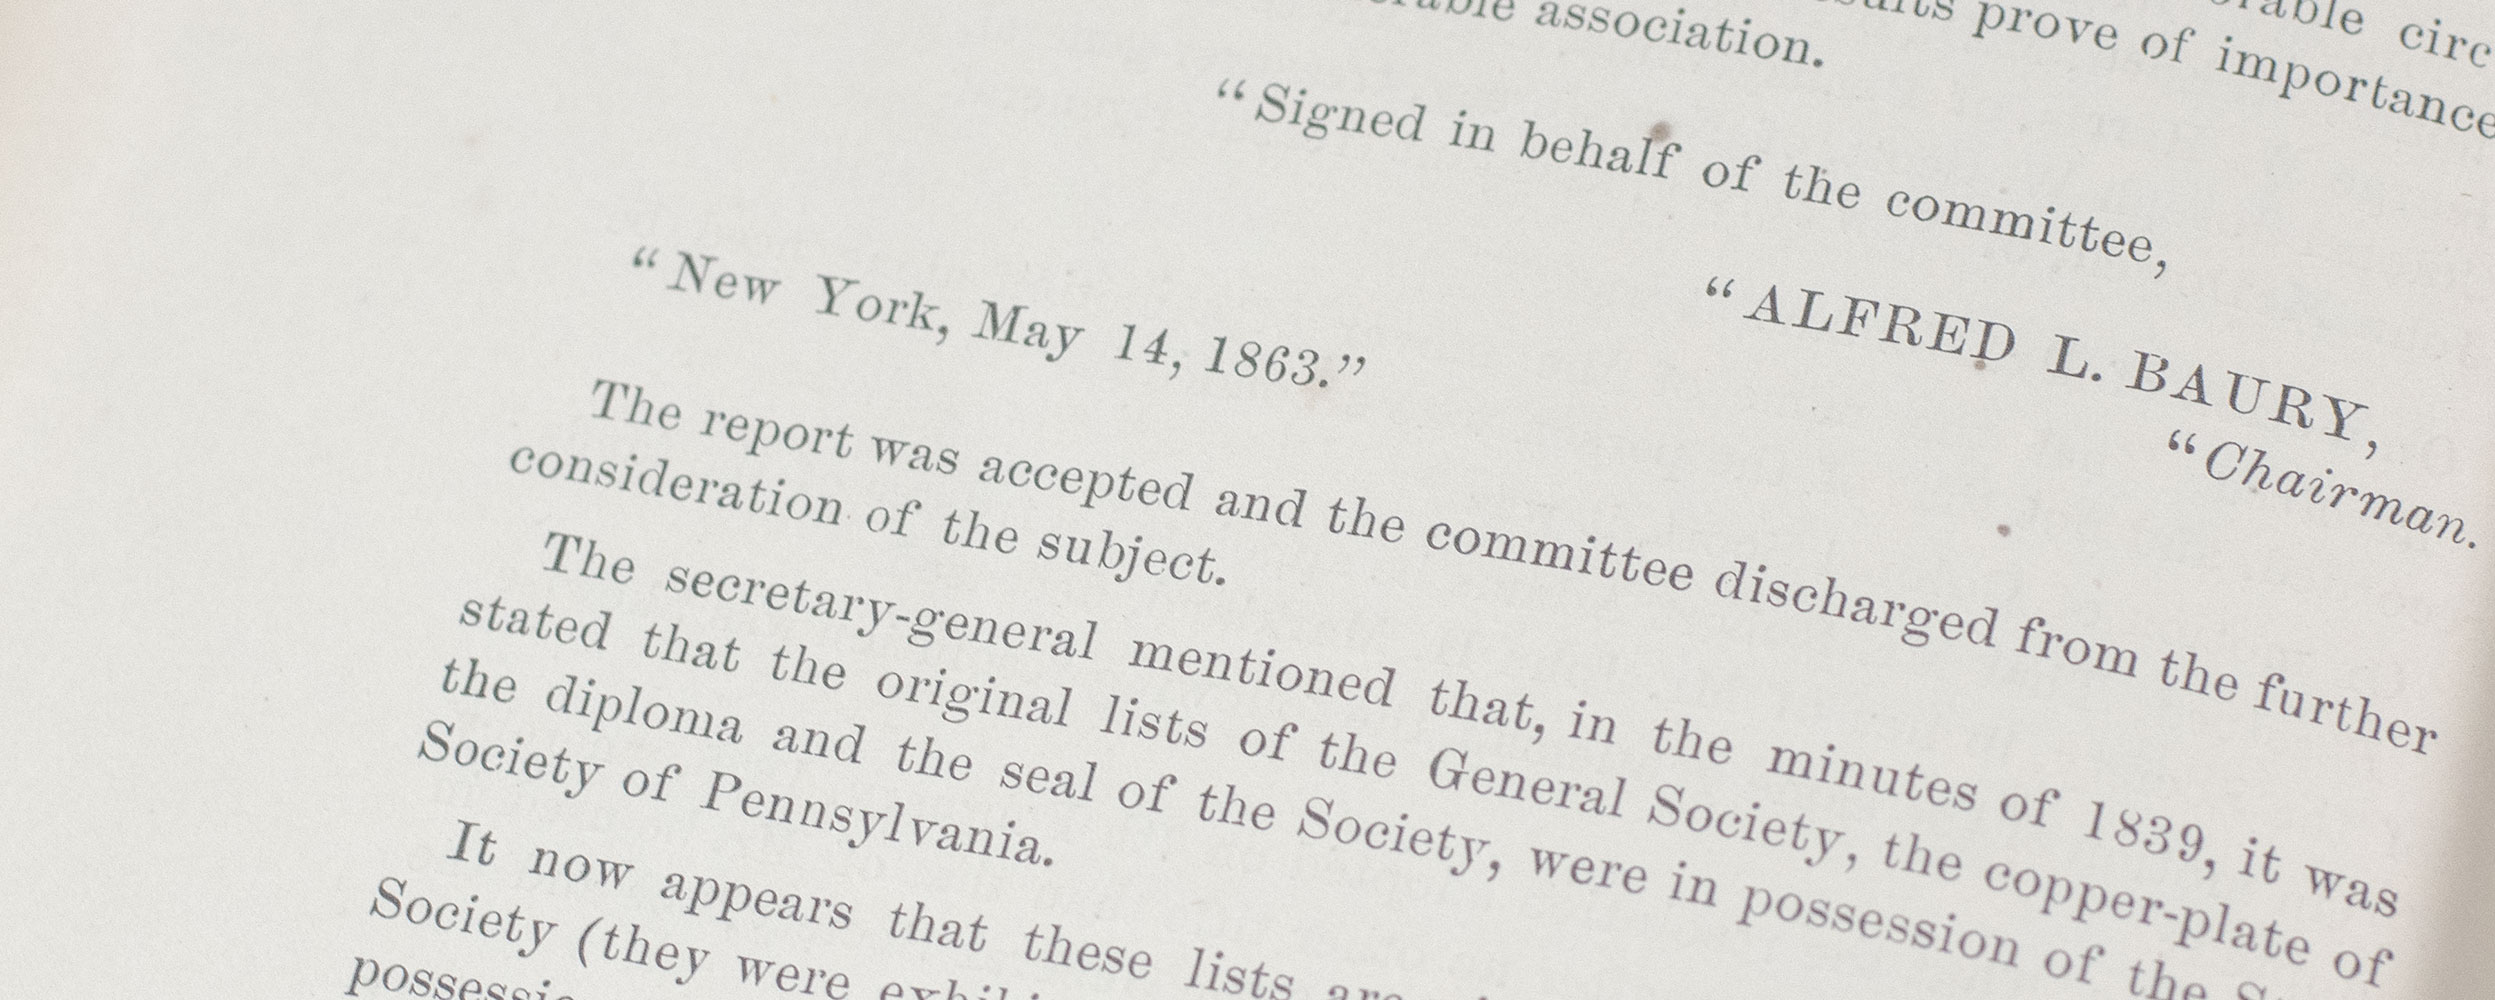 able circ
prove of importance
association.
“Signed in behalf of the committee,
“ALFRED L. BAURY,
“Chairman.
“New York, May 14, 1863.”
The report was accepted and the committee discharged from the further
consideration of the subject.
The secretary-general mentioned that, in the minutes of 1839, it was
stated that the original lists of the General Society, the copper-plate of
the diploma and the seal of the Society, were in possession of the
Society of Pennsylvania.
It now appears that these lists
Society (they were